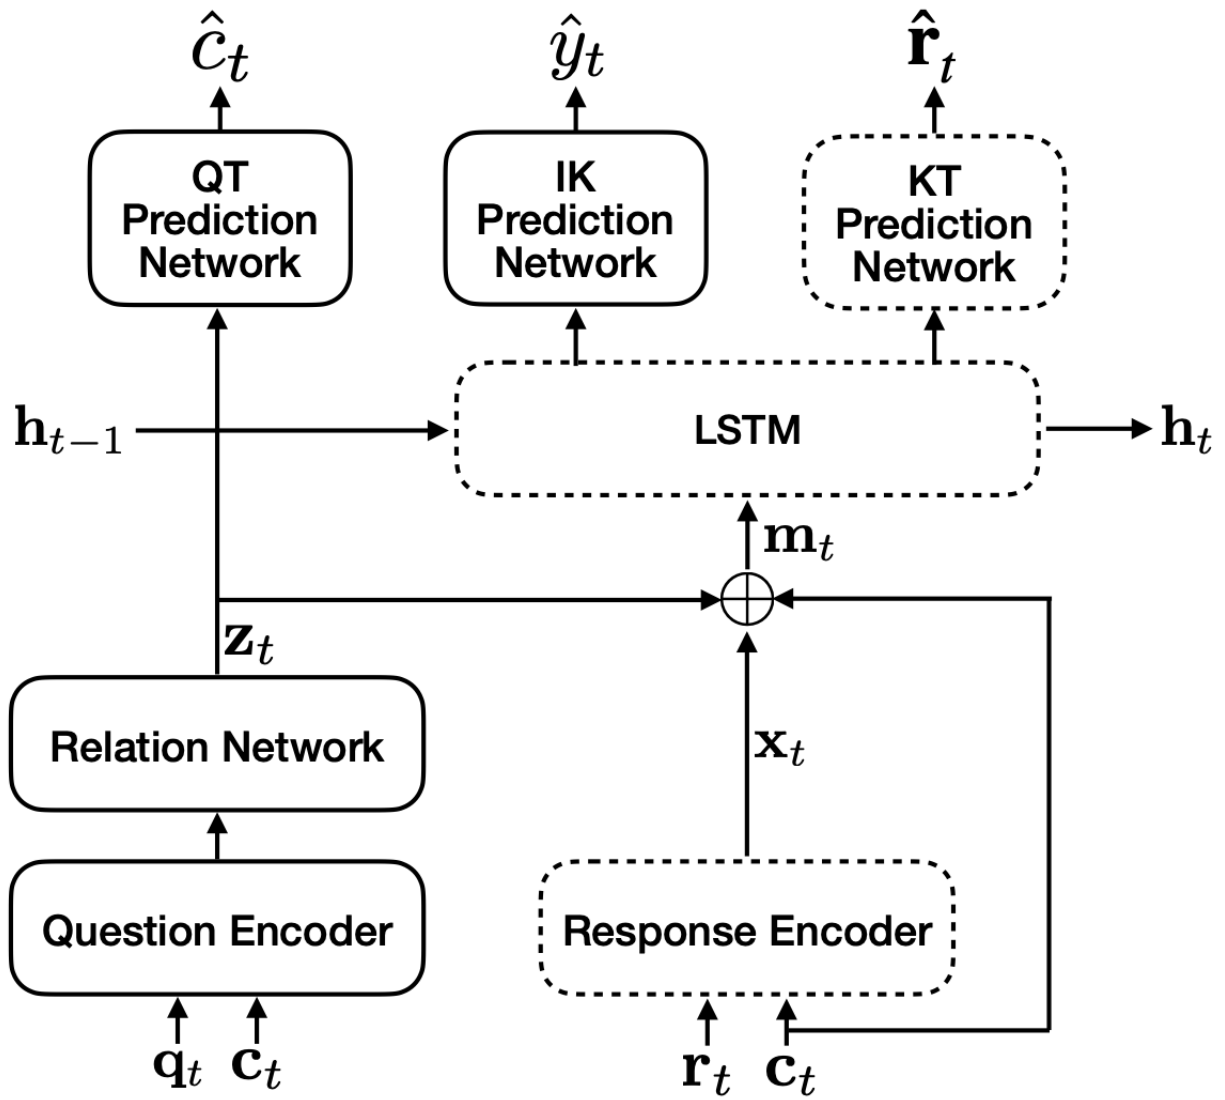 ĉ_t
ŷ_t
r̂_t
QT
Prediction
Network
IK
Prediction
Network
KT
Prediction
Network
h_{t−1}
LSTM
h_t
m_t
z_t
Relation Network
x_t
Question Encoder
Response Encoder
q_t c_t
r_t c_t